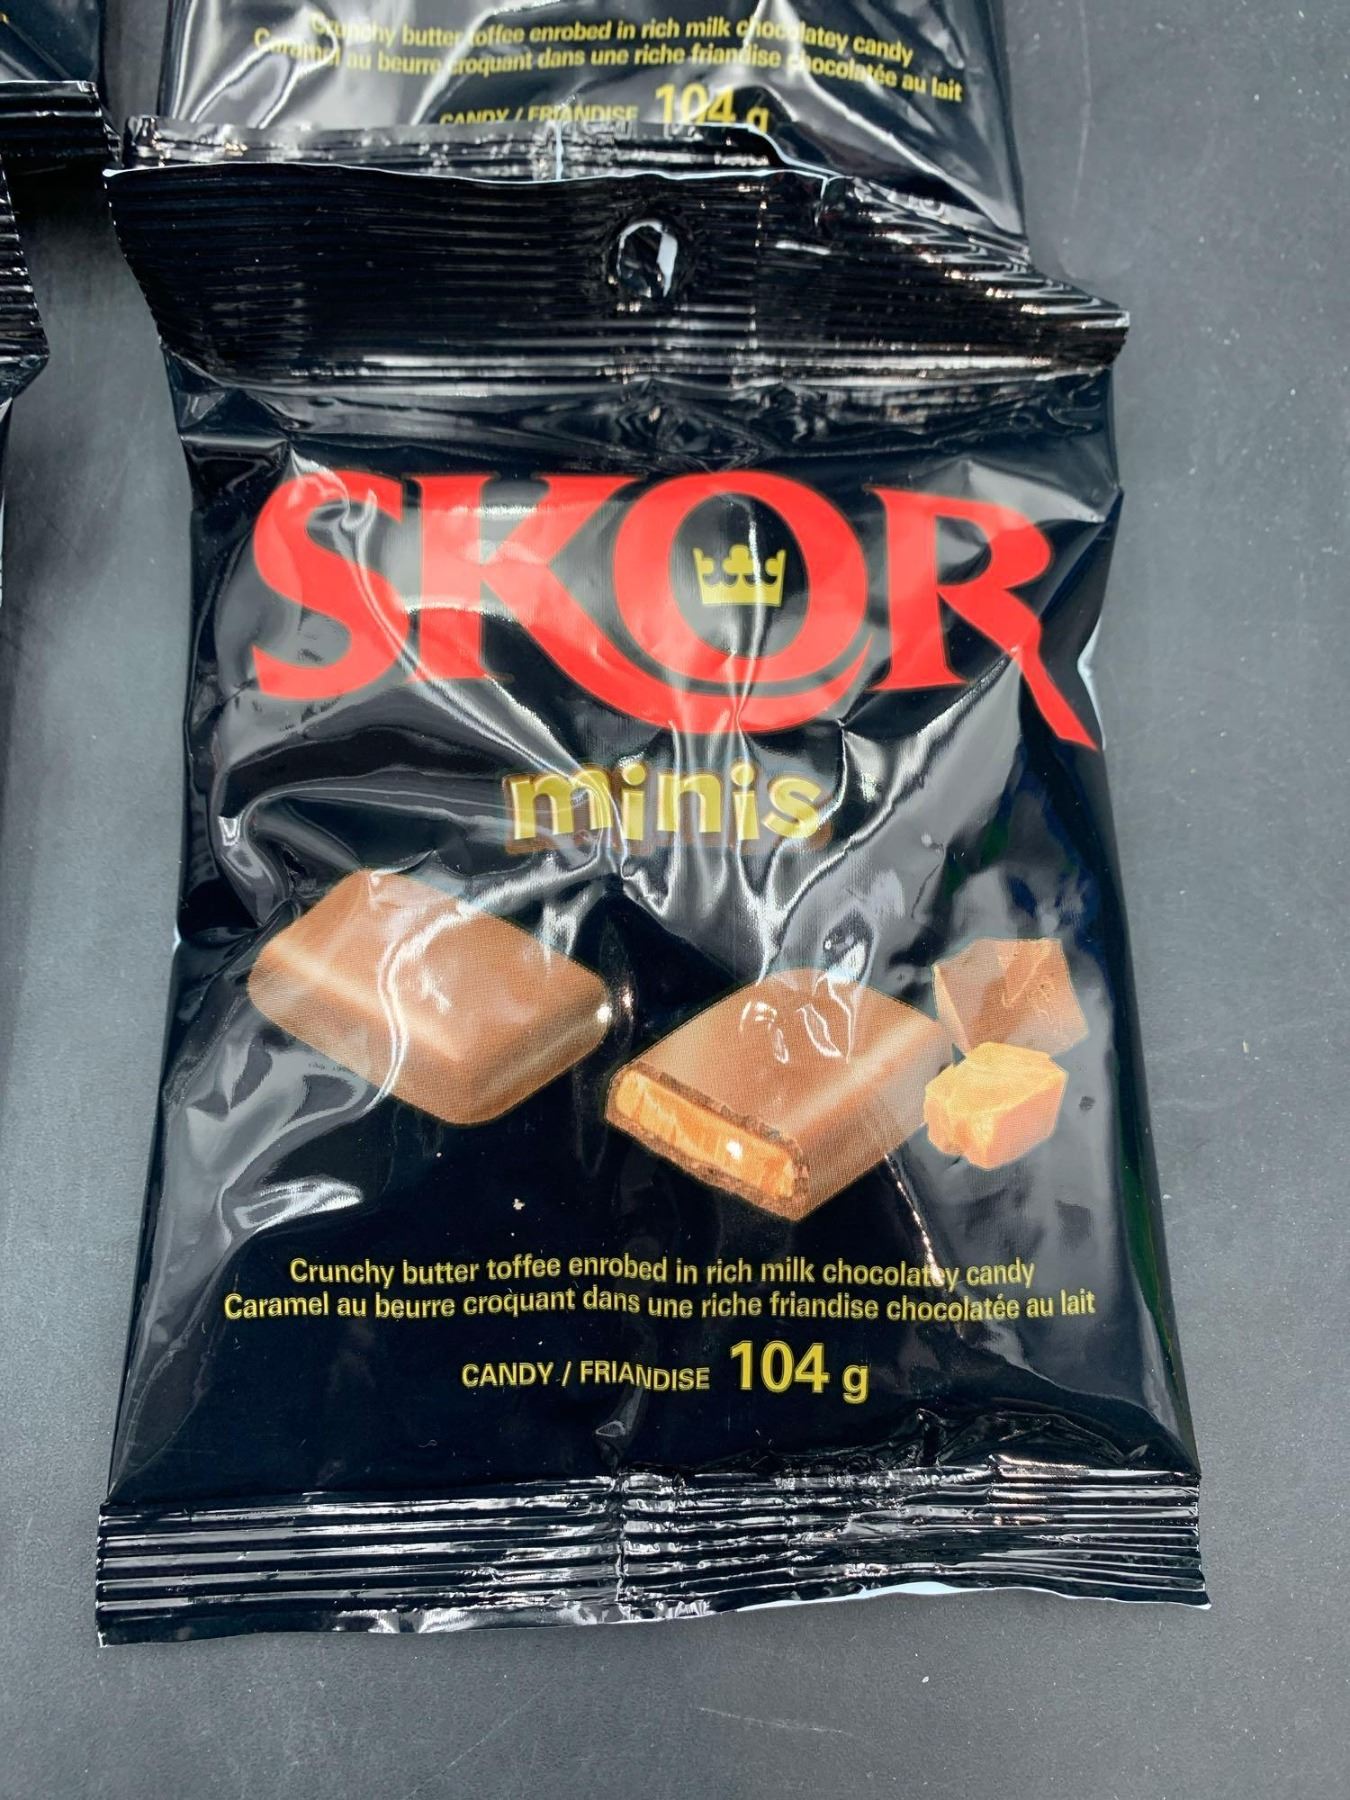 Crunchy butter toffee enrobed in rich milk chocolatey candy
Caramel au beurre croquant dans une riche friandise chocolatée au lait
CANDY / FRIANDISE 104 g
SKOR
minis
Crunchy butter toffee enrobed in rich milk chocolatey candy
Caramel au beurre croquant dans une riche friandise chocolatée au lait
CANDY / FRIANDISE 104 g